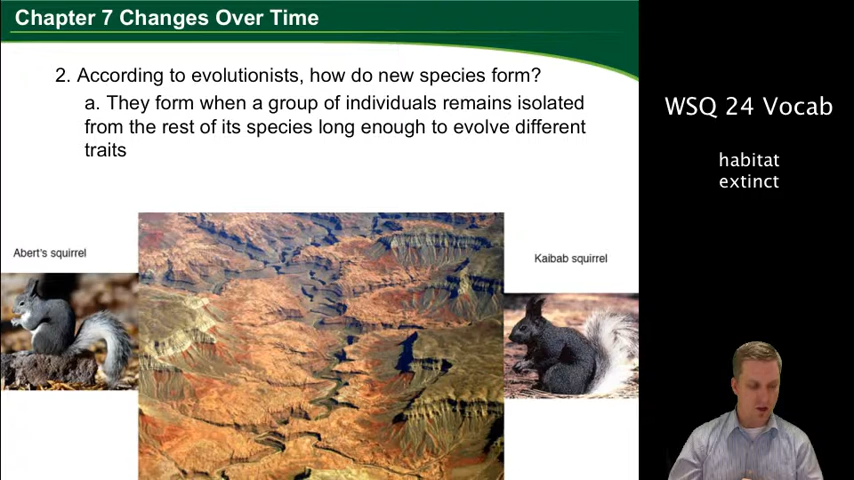 Chapter 7 Changes Over Time
2. According to evolutionists, how do new species form?
a. They form when a group of individuals remains isolated
from the rest of its species long enough to evolve different
traits
WSQ 24 Vocab
habitat
extinct
Abert's squirrel
Kaibab squirrel